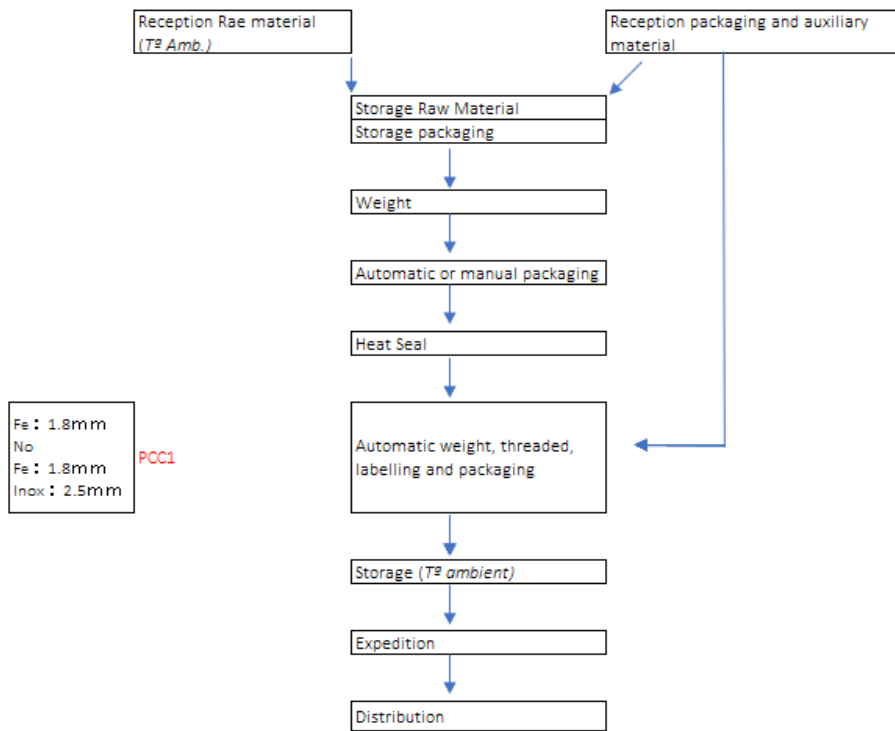 Reception Rae material
(Tª Amb.)
Reception packaging and auxiliary
material
Storage Raw Material
Storage packaging
Weight
Automatic or manual packaging
Heat Seal
Fe: 1.8mm
No
Fe: 1.8mm
Inox: 2.5mm
PCC1
Automatic weight, threaded,
labelling and packaging
Storage (Tª ambient)
Expedition
Distribution